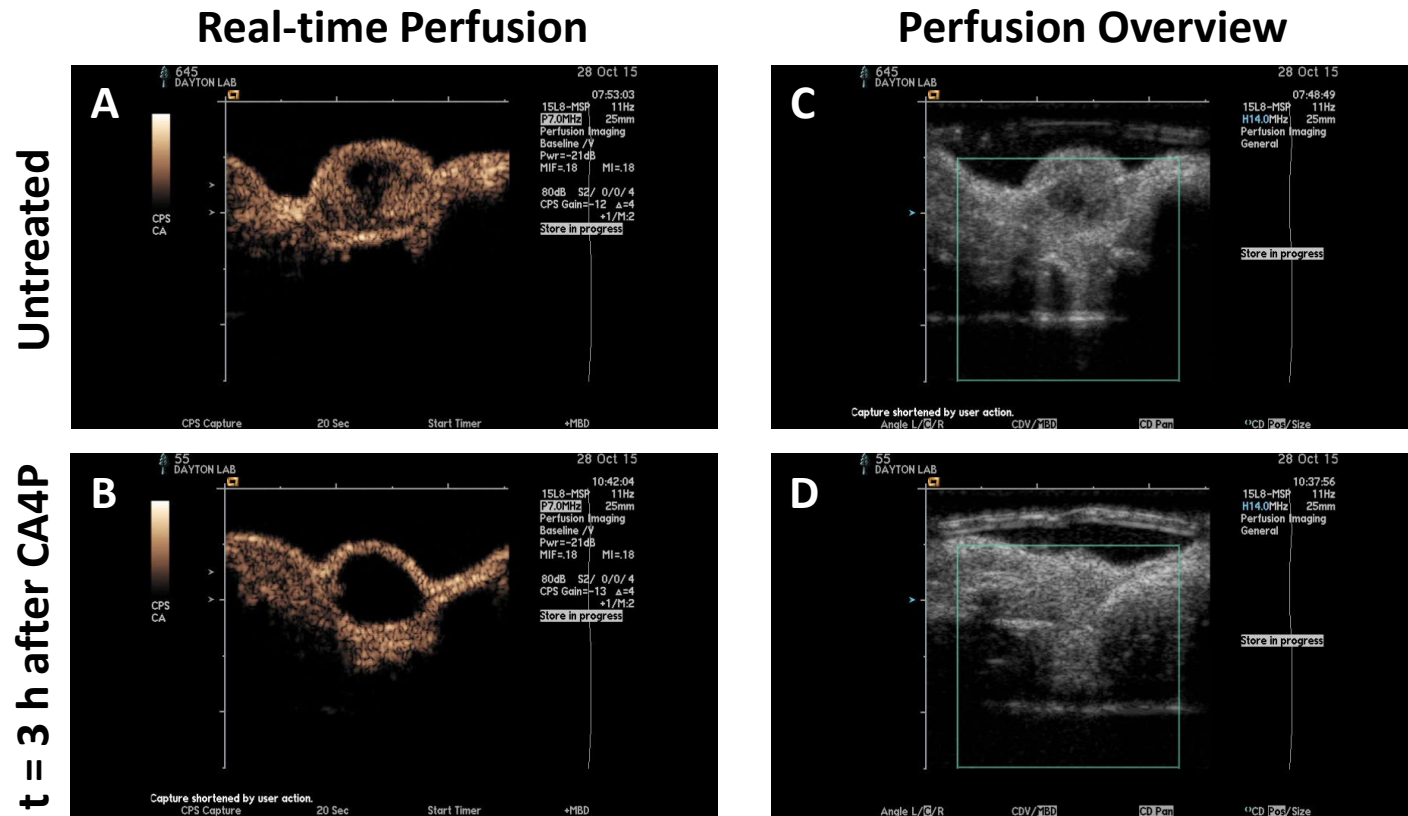 Real-time Perfusion
Perfusion Overview
Untreated
t = 3 h after CA4P
A
645
DAYTON LAB
28 Oct 15
07:53:03
15L8-MSP 11Hz
P7.0MHz 25mm
Perfusion Imaging
Baseline /V
Pwr=-21dB
MIF=.18 MI=.18
80dB S2/ 0/0/4
CPS Gain=-12 △=4
+1/M:2
Store in progress
CPS
CA
CPS Capture 20 Sec Start Timer +MBD
C
645
DAYTON LAB
28 Oct 15
07:48:49
15L8-MSP 11Hz
H14.0MHz 25mm
Perfusion Imaging
General
Store in progress
Capture shortened by user action.
Angle L/C/R CDV/MBD CD Pan CD Pos/Size
B
55
DAYTON LAB
28 Oct 15
10:42:04
15L8-MSP 11Hz
P7.0MHz 25mm
Perfusion Imaging
Baseline /V
Pwr=-21dB
MIF=.18 MI=.18
80dB S2/ 0/0/4
CPS Gain=-13 △=4
+1/M:2
Store in progress
CPS
CA
Capture shortened by user action.
CPS Capture 20 Sec Start Timer +MBD
D
55
DAYTON LAB
28 Oct 15
10:37:56
15L8-MSP 11Hz
H14.0MHz 25mm
Perfusion Imaging
General
Store in progress
Angle L/C/R CDV/MBD CD Pan CD Pos/Size